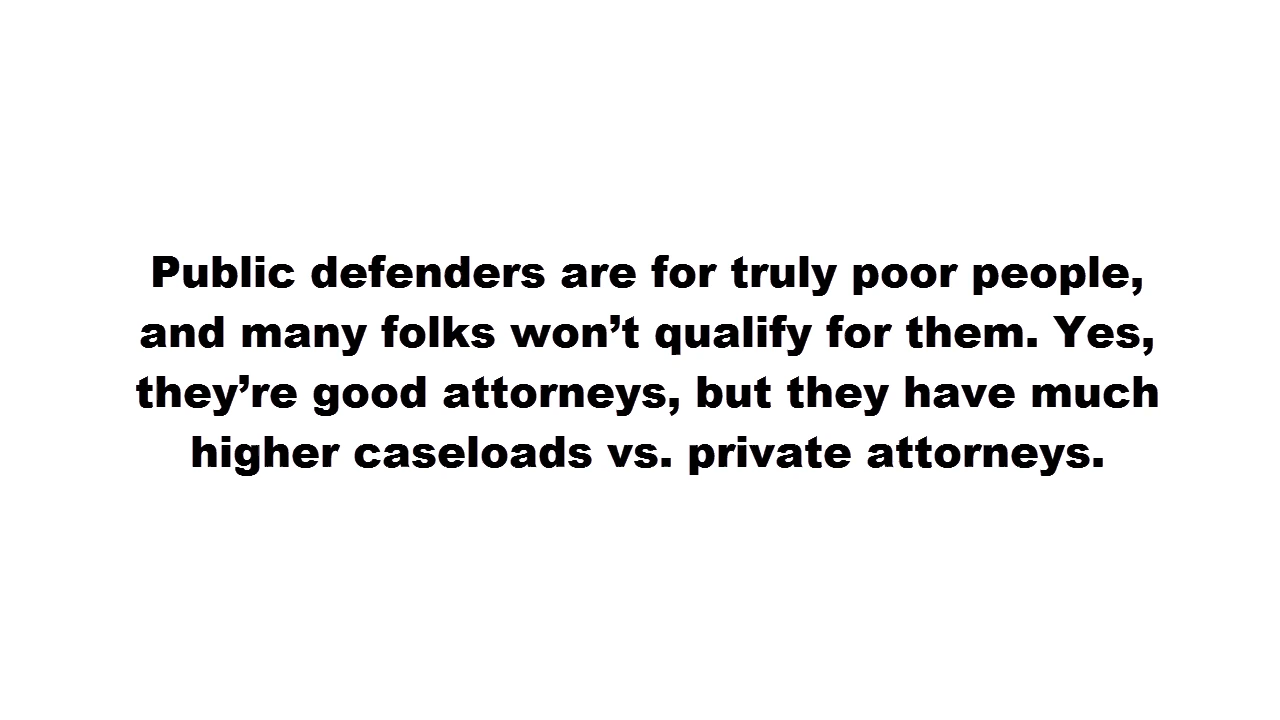 Public defenders are for truly poor people,
and many folks won’t qualify for them. Yes,
they’re good attorneys, but they have much
higher caseloads vs. private attorneys.